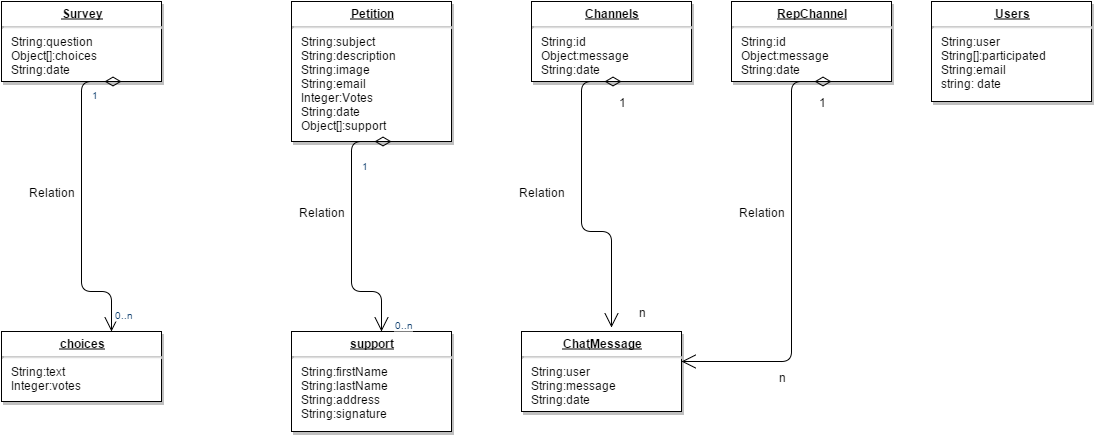 Survey
String:question
Object[]:choices
String:date
1
Relation
0..n
choices
String:text
Integer:votes
Petition
String:subject
String:description
String:image
String:email
Integer:Votes
String:date
Object[]:support
1
Relation
0..n
support
String:firstName
String:lastName
String:address
String:signature
Channels
String:id
Object:message
String:date
1
Relation
n
ChatMessage
String:user
String:message
String:date
RepChannel
String:id
Object:message
String:date
1
Relation
n
Users
String:user
String[]:participated
String:email
string: date